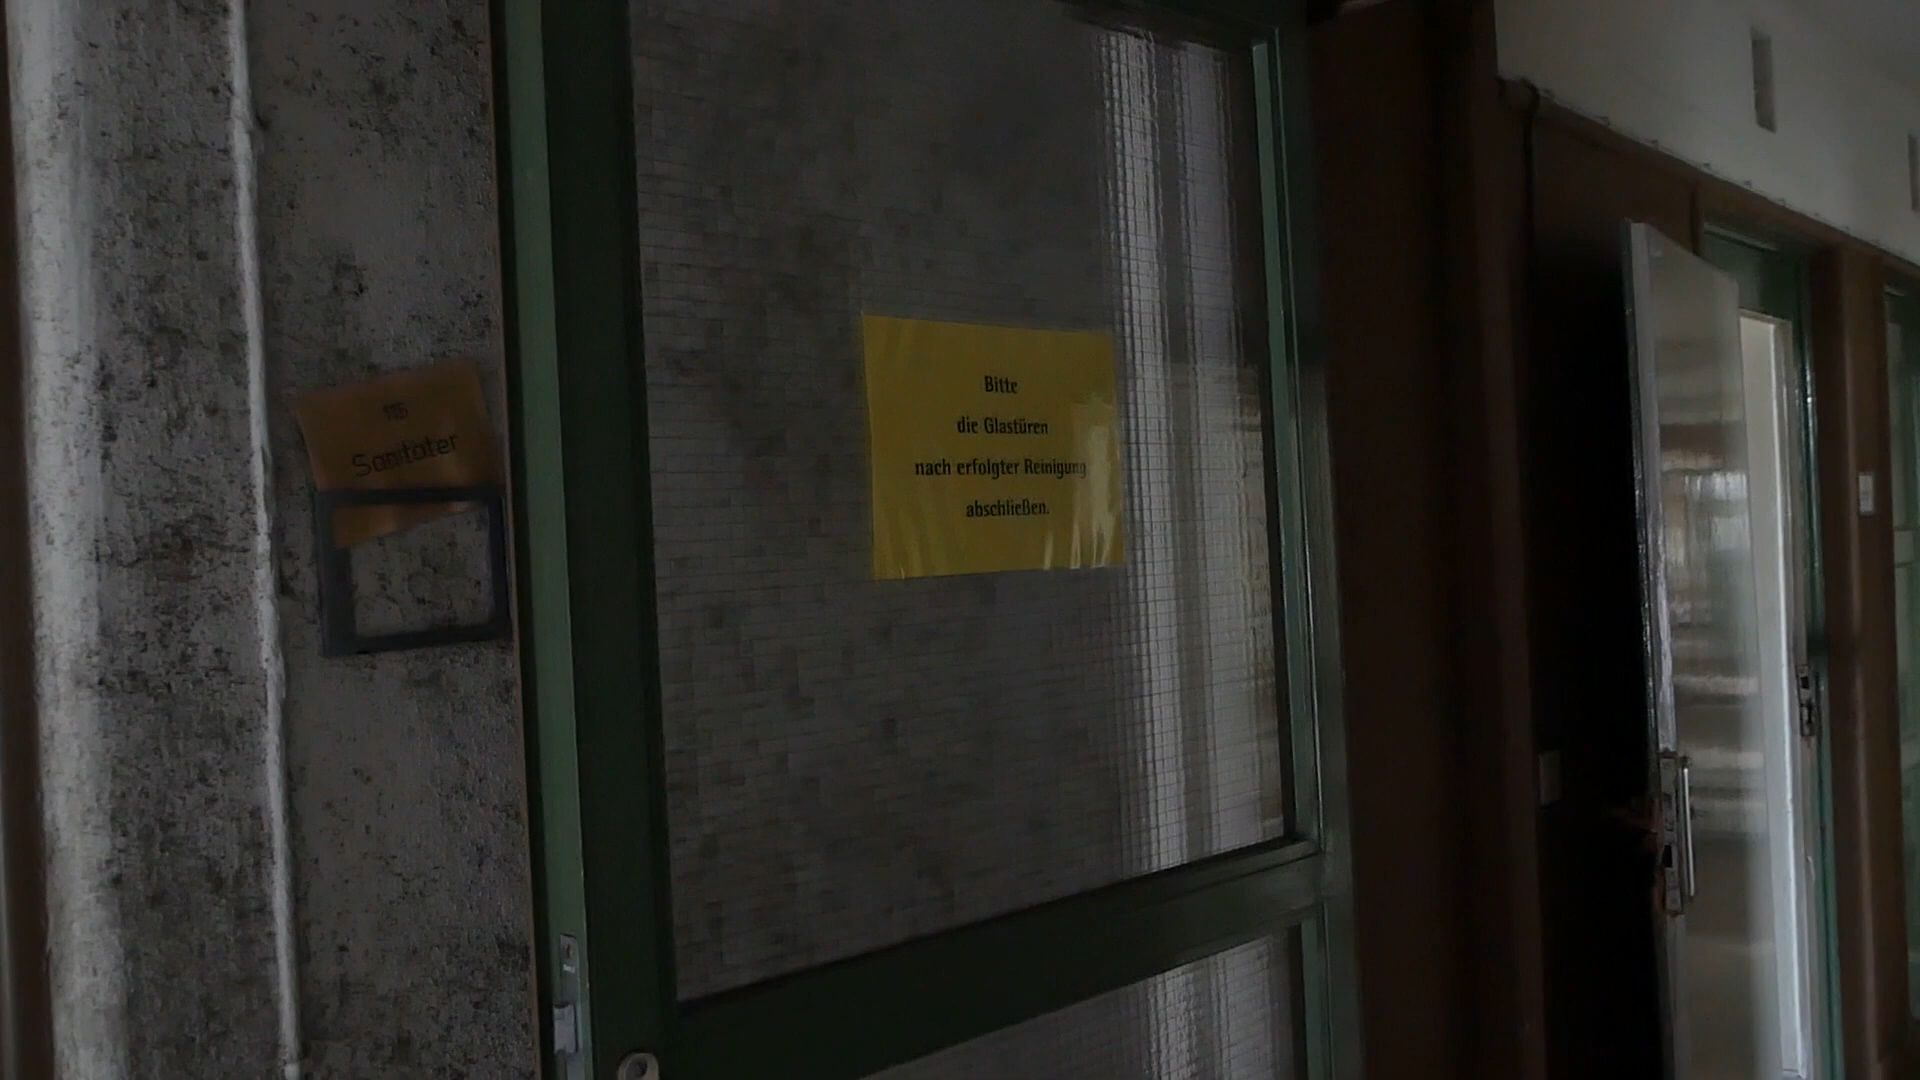 Sanitäter
Bitte
die Glastüren
nach erfolgter Reinigung
abschließen.